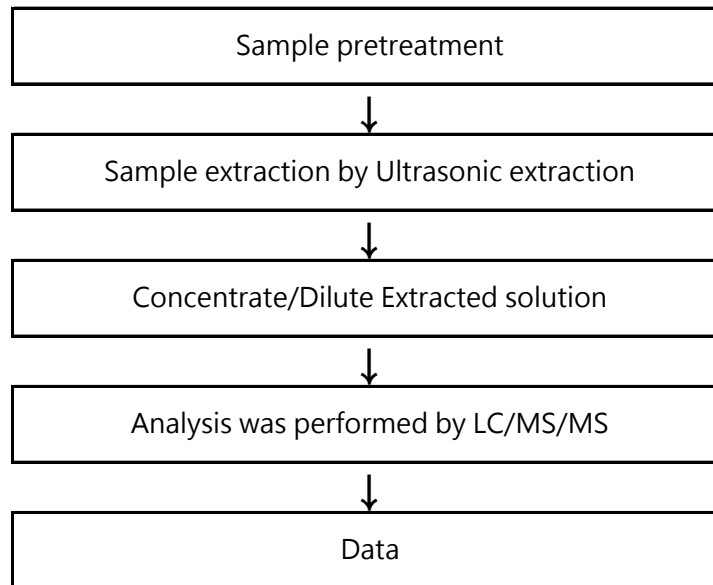 Sample pretreatment
Sample extraction by Ultrasonic extraction
Concentrate/Dilute Extracted solution
Analysis was performed by LC/MS/MS
Data